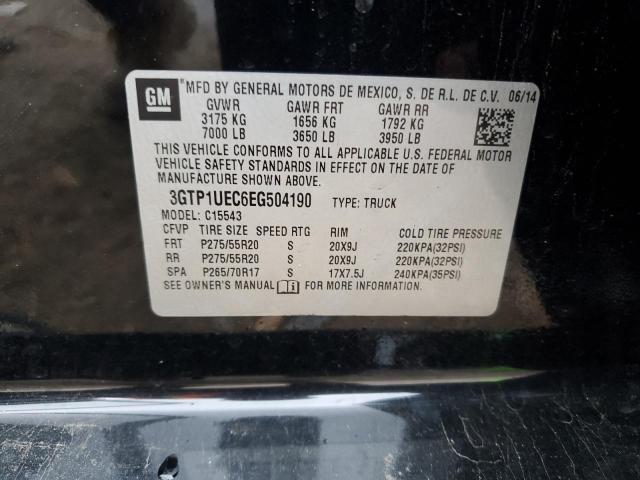 GM
*MFD BY GENERAL MOTORS DE MEXICO, S. DE R.L. DE C.V. 06/14
GVWR GAWR FRT GAWR RR
3175 KG 1656 KG 1792 KG
7000 LB 3650 LB 3950 LB
THIS VEHICLE CONFORMS TO ALL APPLICABLE U.S. FEDERAL MOTOR
VEHICLE SAFETY STANDARDS IN EFFECT ON THE DATE OF
MANUFACTURE SHOWN ABOVE.
3GTP1UEC6EG504190 TYPE: TRUCK
MODEL: C15543
CFVP TIRE SIZE SPEED RTG RIM COLD TIRE PRESSURE
FRT P275/55R20 S 20X9J 220KPA(32PSI)
RR P275/55R20 S 20X9J 220KPA(32PSI)
SPA P265/70R17 S 17X7.5J 240KPA(35PSI)
SEE OWNER'S MANUAL FOR MORE INFORMATION.